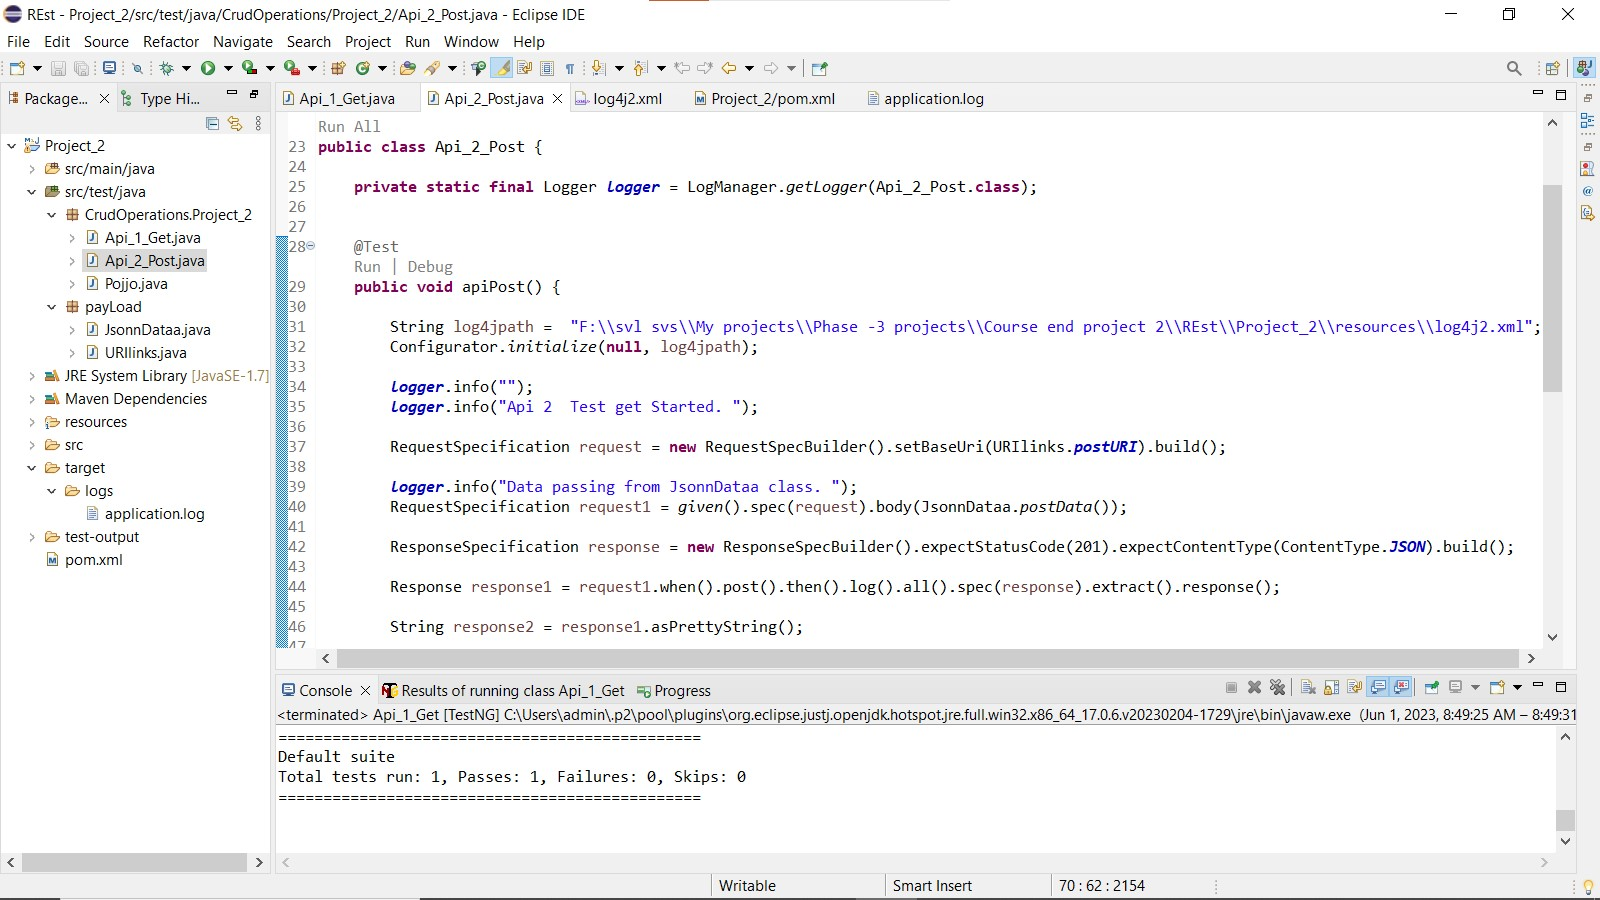 REst - Project_2/src/test/java/CrudOperations/Project_2/Api_2_Post.java - Eclipse IDE
File Edit Source Refactor Navigate Search Project Run Window Help
Package... Type Hi...
Project_2
src/main/java
src/test/java
CrudOperations.Project_2
Api_1_Get.java
Api_2_Post.java
Pojjo.java
payLoad
JsonnDataa.java
URIlinks.java
JRE System Library [JavaSE-1.7]
Maven Dependencies
resources
src
target
logs
application.log
test-output
pom.xml
Api_1_Get.java Api_2_Post.java log4j2.xml Project_2/pom.xml application.log
Run All
23 public class Api_2_Post {
24
25 private static final Logger logger = LogManager.getLogger(Api_2_Post.class);
26
27
28 @Test
Run | Debug
29 public void apiPost() {
30
31 String log4jpath = "F:\\svl svs\\My projects\\Phase -3 projects\\Course end project 2\\REst\\Project_2\\resources\\log4j2.xml";
32 Configurator.initialize(null, log4jpath);
33
34 logger.info("");
35 logger.info("Api 2  Test get Started. ");
36
37 RequestSpecification request = new RequestSpecBuilder().setBaseUri(URIlinks.postURI).build();
38
39 logger.info("Data passing from JsonnDataa class. ");
40 RequestSpecification request1 = given().spec(request).body(JsonnDataa.postData());
41
42 ResponseSpecification response = new ResponseSpecBuilder().expectStatusCode(201).expectContentType(ContentType.JSON).build();
43
44 Response response1 = request1.when().post().then().log().all().spec(response).extract().response();
45
46 String response2 = response1.asPrettyString();
47
Console Results of running class Api_1_Get Progress
<terminated> Api_1_Get [TestNG] C:\Users\admin\.p2\pool\plugins\org.eclipse.justj.openjdk.hotspot.jre.full.win32.x86_64_17.0.6.v20230204-1729\jre\bin\javaw.exe (Jun 1, 2023, 8:49:25 AM – 8:49:31
===============================================
Default suite
Total tests run: 1, Passes: 1, Failures: 0, Skips: 0
===============================================
Writable Smart Insert 70 : 62 : 2154